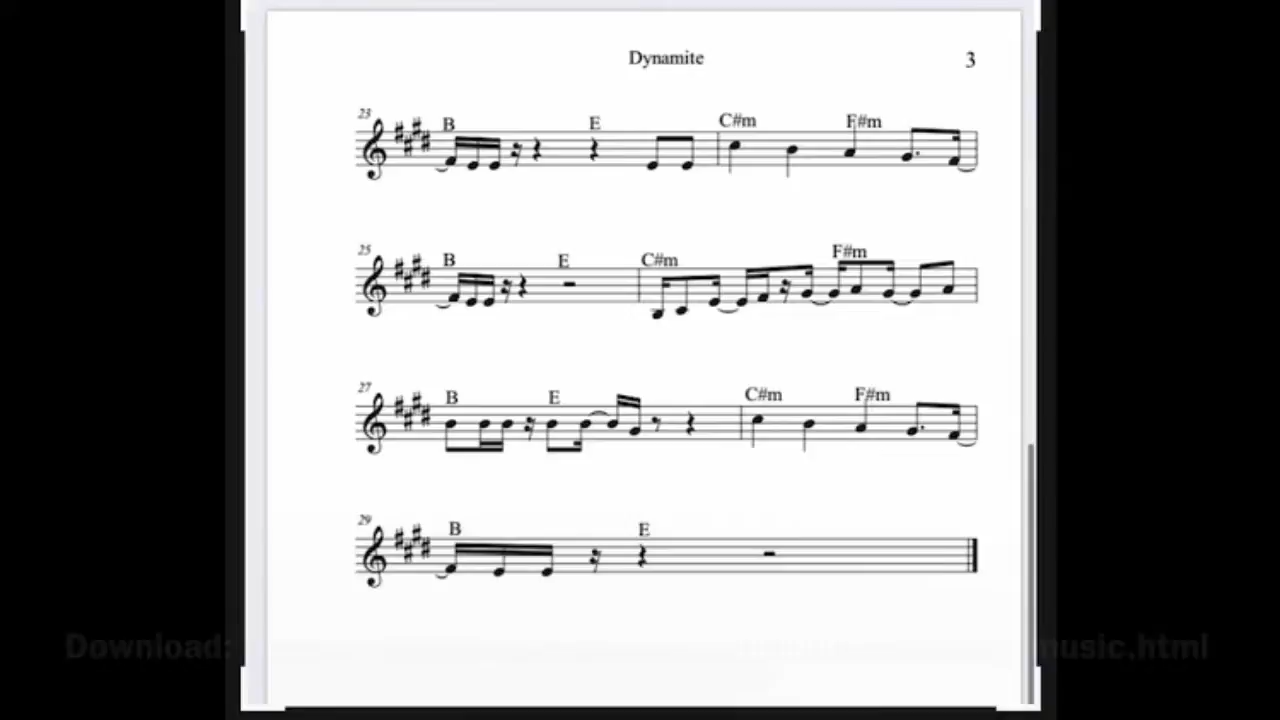 Dynamite 3
23 B E C#m F#m
25 B E C#m F#m
27 B E C#m F#m
29 B E
Download: music.html